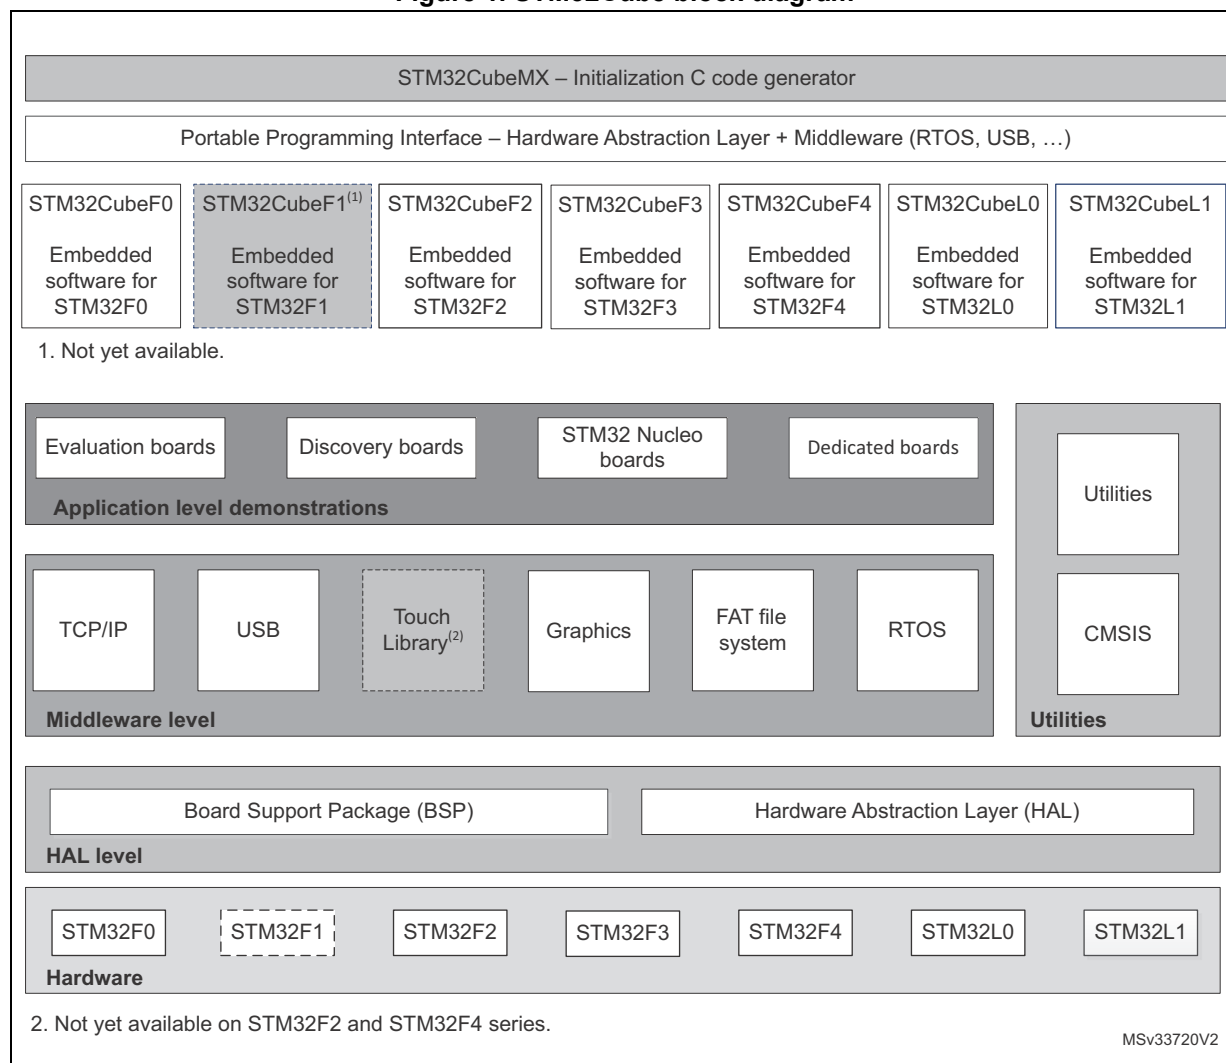 STM32CubeMX – Initialization C code generator
Portable Programming Interface – Hardware Abstraction Layer + Middleware (RTOS, USB, …)
STM32CubeF0
Embedded
software for
STM32F0
STM32CubeF1(1)
Embedded
software for
STM32F1
STM32CubeF2
Embedded
software for
STM32F2
STM32CubeF3
Embedded
software for
STM32F3
STM32CubeF4
Embedded
software for
STM32F4
STM32CubeL0
Embedded
software for
STM32L0
STM32CubeL1
Embedded
software for
STM32L1
1. Not yet available.
Evaluation boards
Discovery boards
STM32 Nucleo
boards
Dedicated boards
Application level demonstrations
TCP/IP
USB
Touch
Library(2)
Graphics
FAT file
system
RTOS
Middleware level
Utilities
CMSIS
Utilities
Board Support Package (BSP)
Hardware Abstraction Layer (HAL)
HAL level
STM32F0
STM32F1
STM32F2
STM32F3
STM32F4
STM32L0
STM32L1
Hardware
2. Not yet available on STM32F2 and STM32F4 series.
MSv33720V2